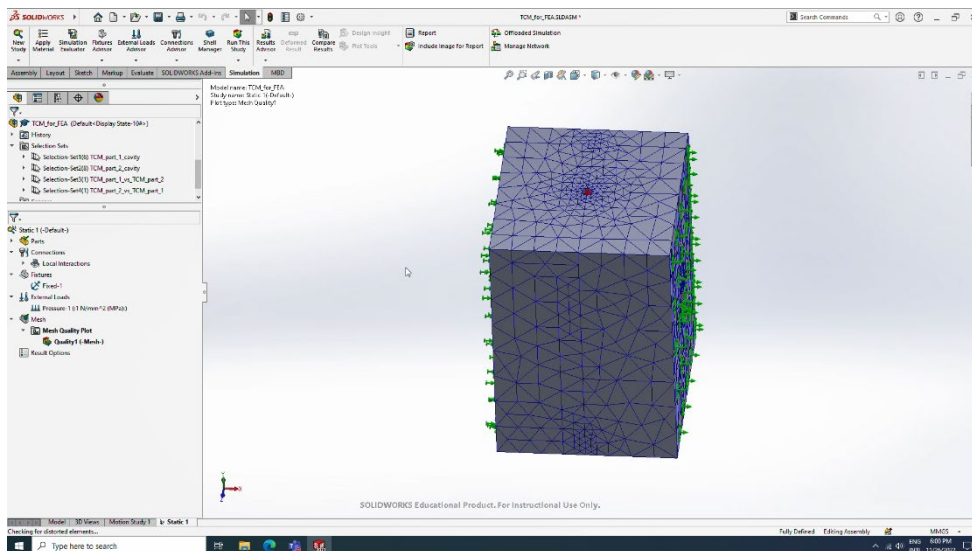 SOLIDWORKS
TCM_for_FEA.SLDASM *
Search Commands
New Study
Apply Material
Simulation Evaluator
Fixtures Advisor
External Loads Advisor
Connections Advisor
Shell Manager
Run This Study
Results Advisor
Deformed Result
Compare Results
Design Insight
Plot Tools
Report
Include Image for Report
Offloaded Simulation
Manage Network
Assembly Layout Sketch Markup Evaluate SOLIDWORKS Add-Ins Simulation MBD
Model name: TCM_for_FEA
Study name: Static 1(-Default-)
Plot type: Mesh Quality1
TCM_for_FEA (Default<Display State-10#>)
History
Selection Sets
Selection-Set1(8) TCM_part_1_cavity
Selection-Set2(8) TCM_part_2_cavity
Selection-Set3(1) TCM_part_1_vs_TCM_part_2
Selection-Set4(1) TCM_part_2_vs_TCM_part_1
Static 1 (-Default-)
Parts
Connections
Local Interactions
Fixtures
Fixed-1
External Loads
Pressure-1 (:1 N/mm^2 (MPa):)
Mesh
Mesh Quality Plot
Quality1 (-Mesh-)
Result Options
Y
X
Z
SOLIDWORKS Educational Product. For Instructional Use Only.
Model 3D Views Motion Study 1 Static 1
Checking for distorted elements...
Fully Defined Editing Assembly MMGS
Type here to search
ENG 6:00 PM